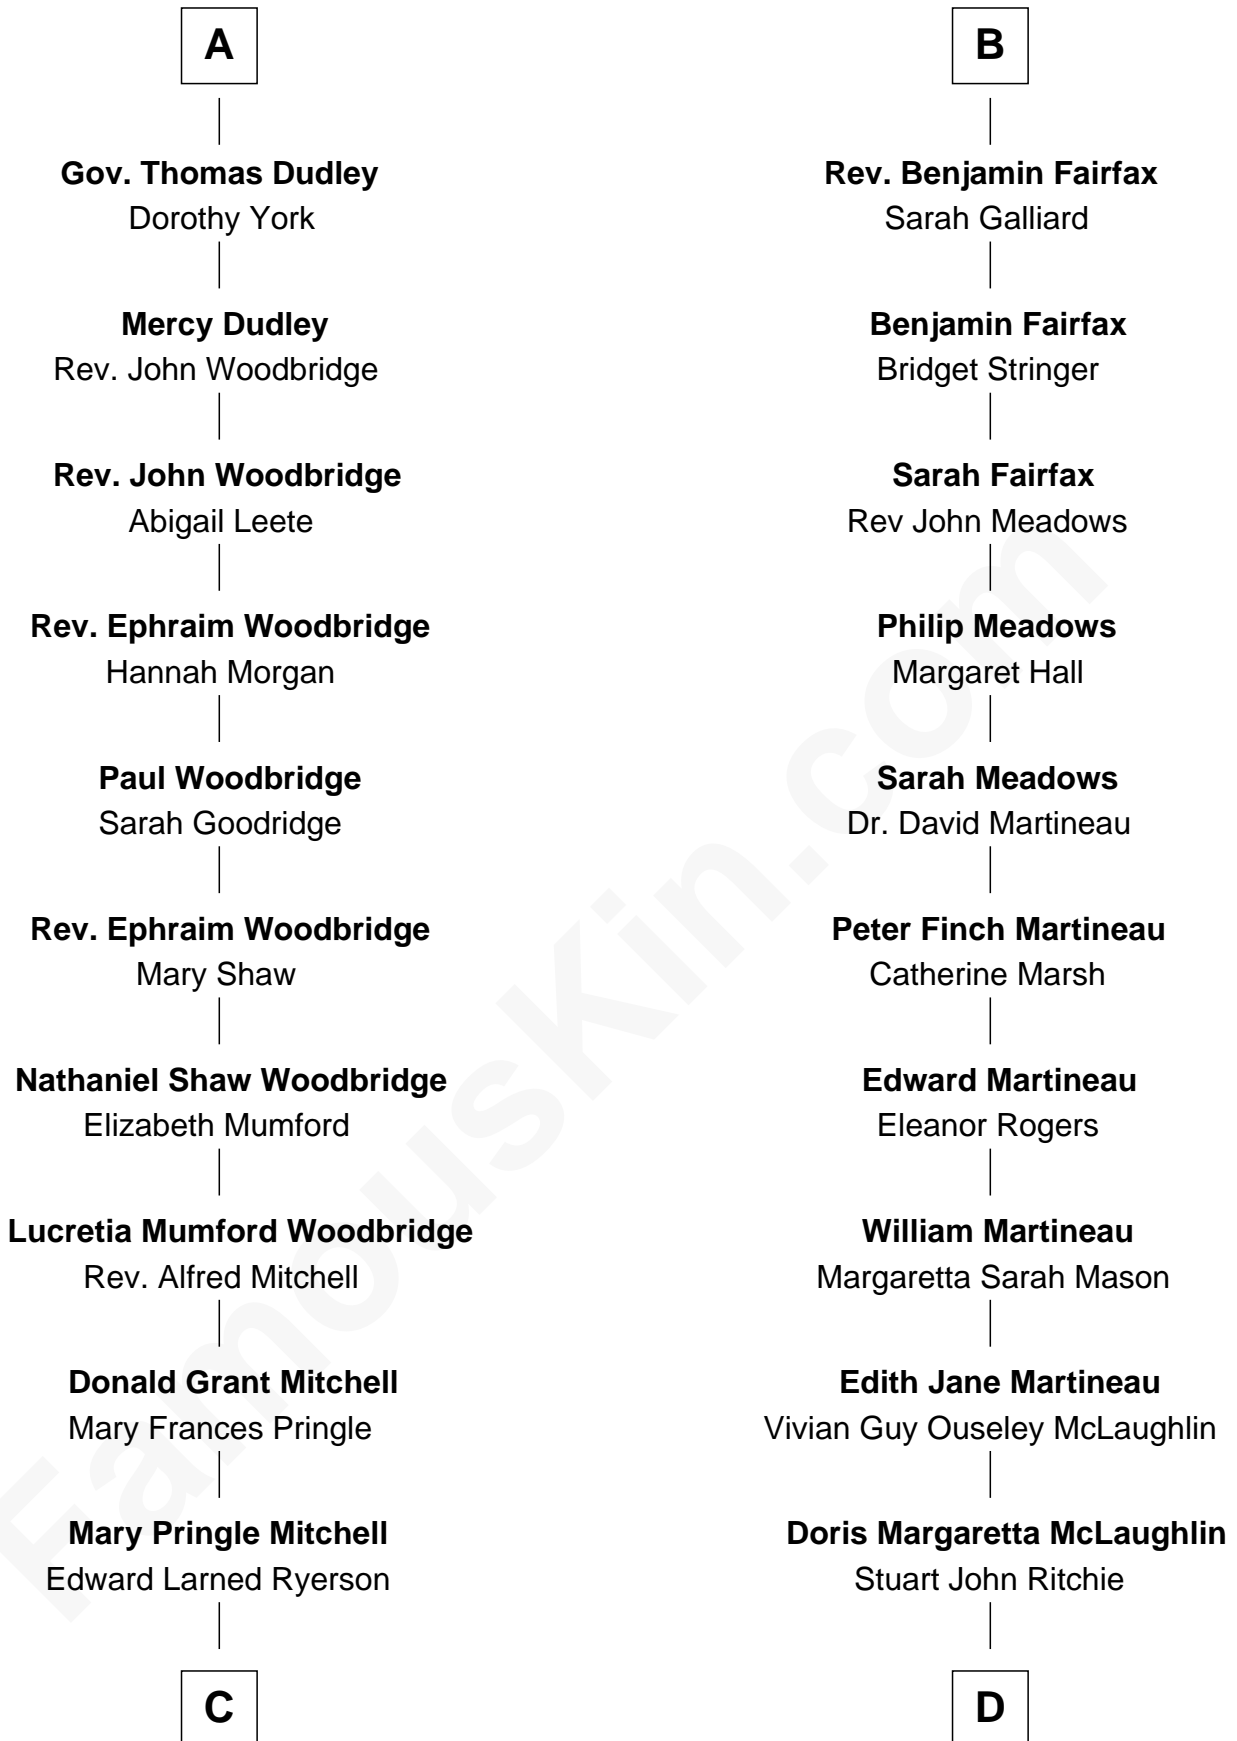 A
Gov. Thomas Dudley
Dorothy York
Mercy Dudley
Rev. John Woodbridge
Rev. John Woodbridge
Abigail Leete
Rev. Ephraim Woodbridge
Hannah Morgan
Paul Woodbridge
Sarah Goodridge
Rev. Ephraim Woodbridge
Mary Shaw
Nathaniel Shaw Woodbridge
Elizabeth Mumford
Lucretia Mumford Woodbridge
Rev. Alfred Mitchell
Donald Grant Mitchell
Mary Frances Pringle
Mary Pringle Mitchell
Edward Larned Ryerson
C
B
Rev. Benjamin Fairfax
Sarah Galliard
Benjamin Fairfax
Bridget Stringer
Sarah Fairfax
Rev John Meadows
Philip Meadows
Margaret Hall
Sarah Meadows
Dr. David Martineau
Peter Finch Martineau
Catherine Marsh
Edward Martineau
Eleanor Rogers
William Martineau
Margaretta Sarah Mason
Edith Jane Martineau
Vivian Guy Ouseley McLaughlin
Doris Margaretta McLaughlin
Stuart John Ritchie
D
FamousKin.com